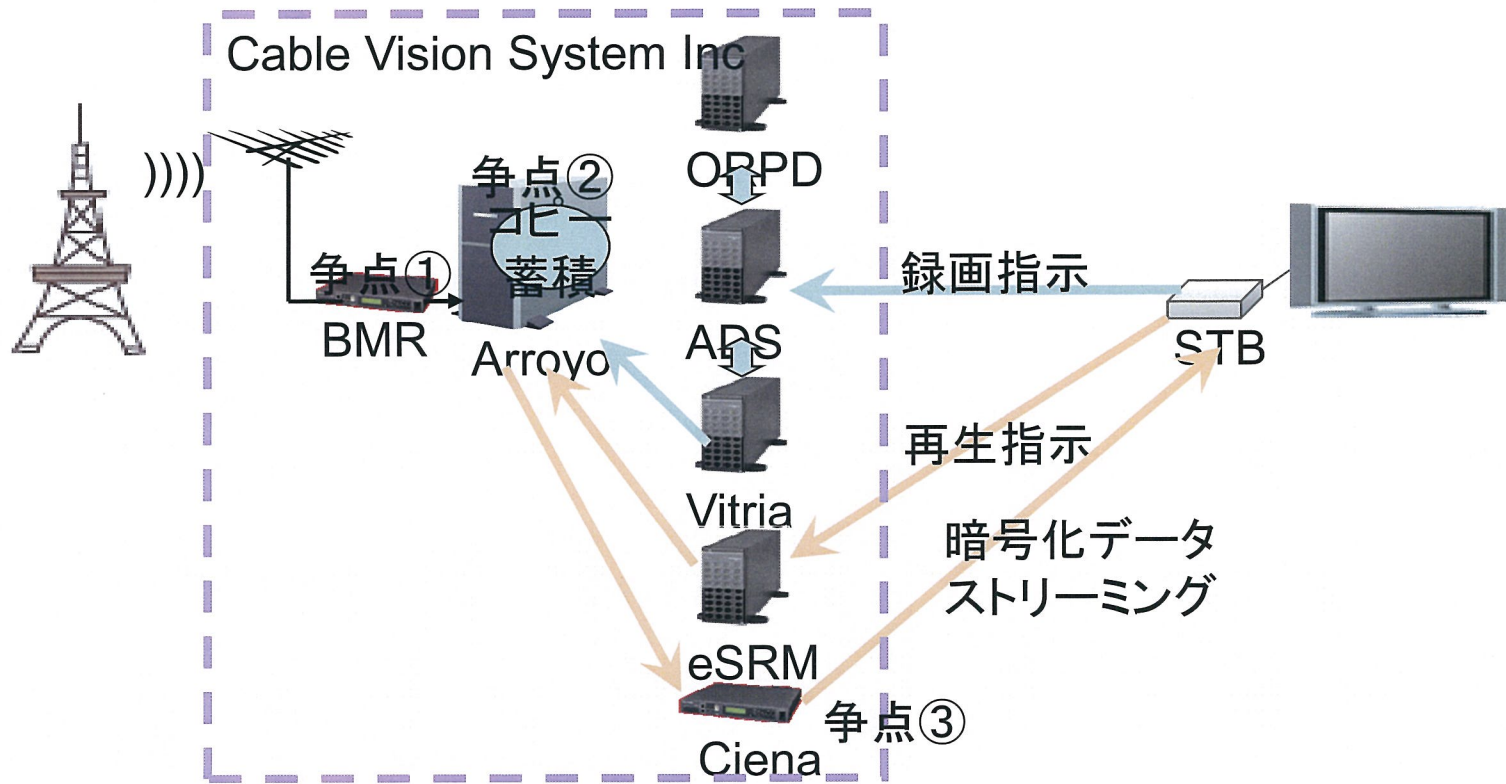 Cable Vision System Inc
争点②
コピー
蓄積
争点①
BMR
Arroyo
ORPD
ADS
Vitria
eSRM
Ciena
争点③
録画指示
STB
再生指示
暗号化データ
ストリーミング